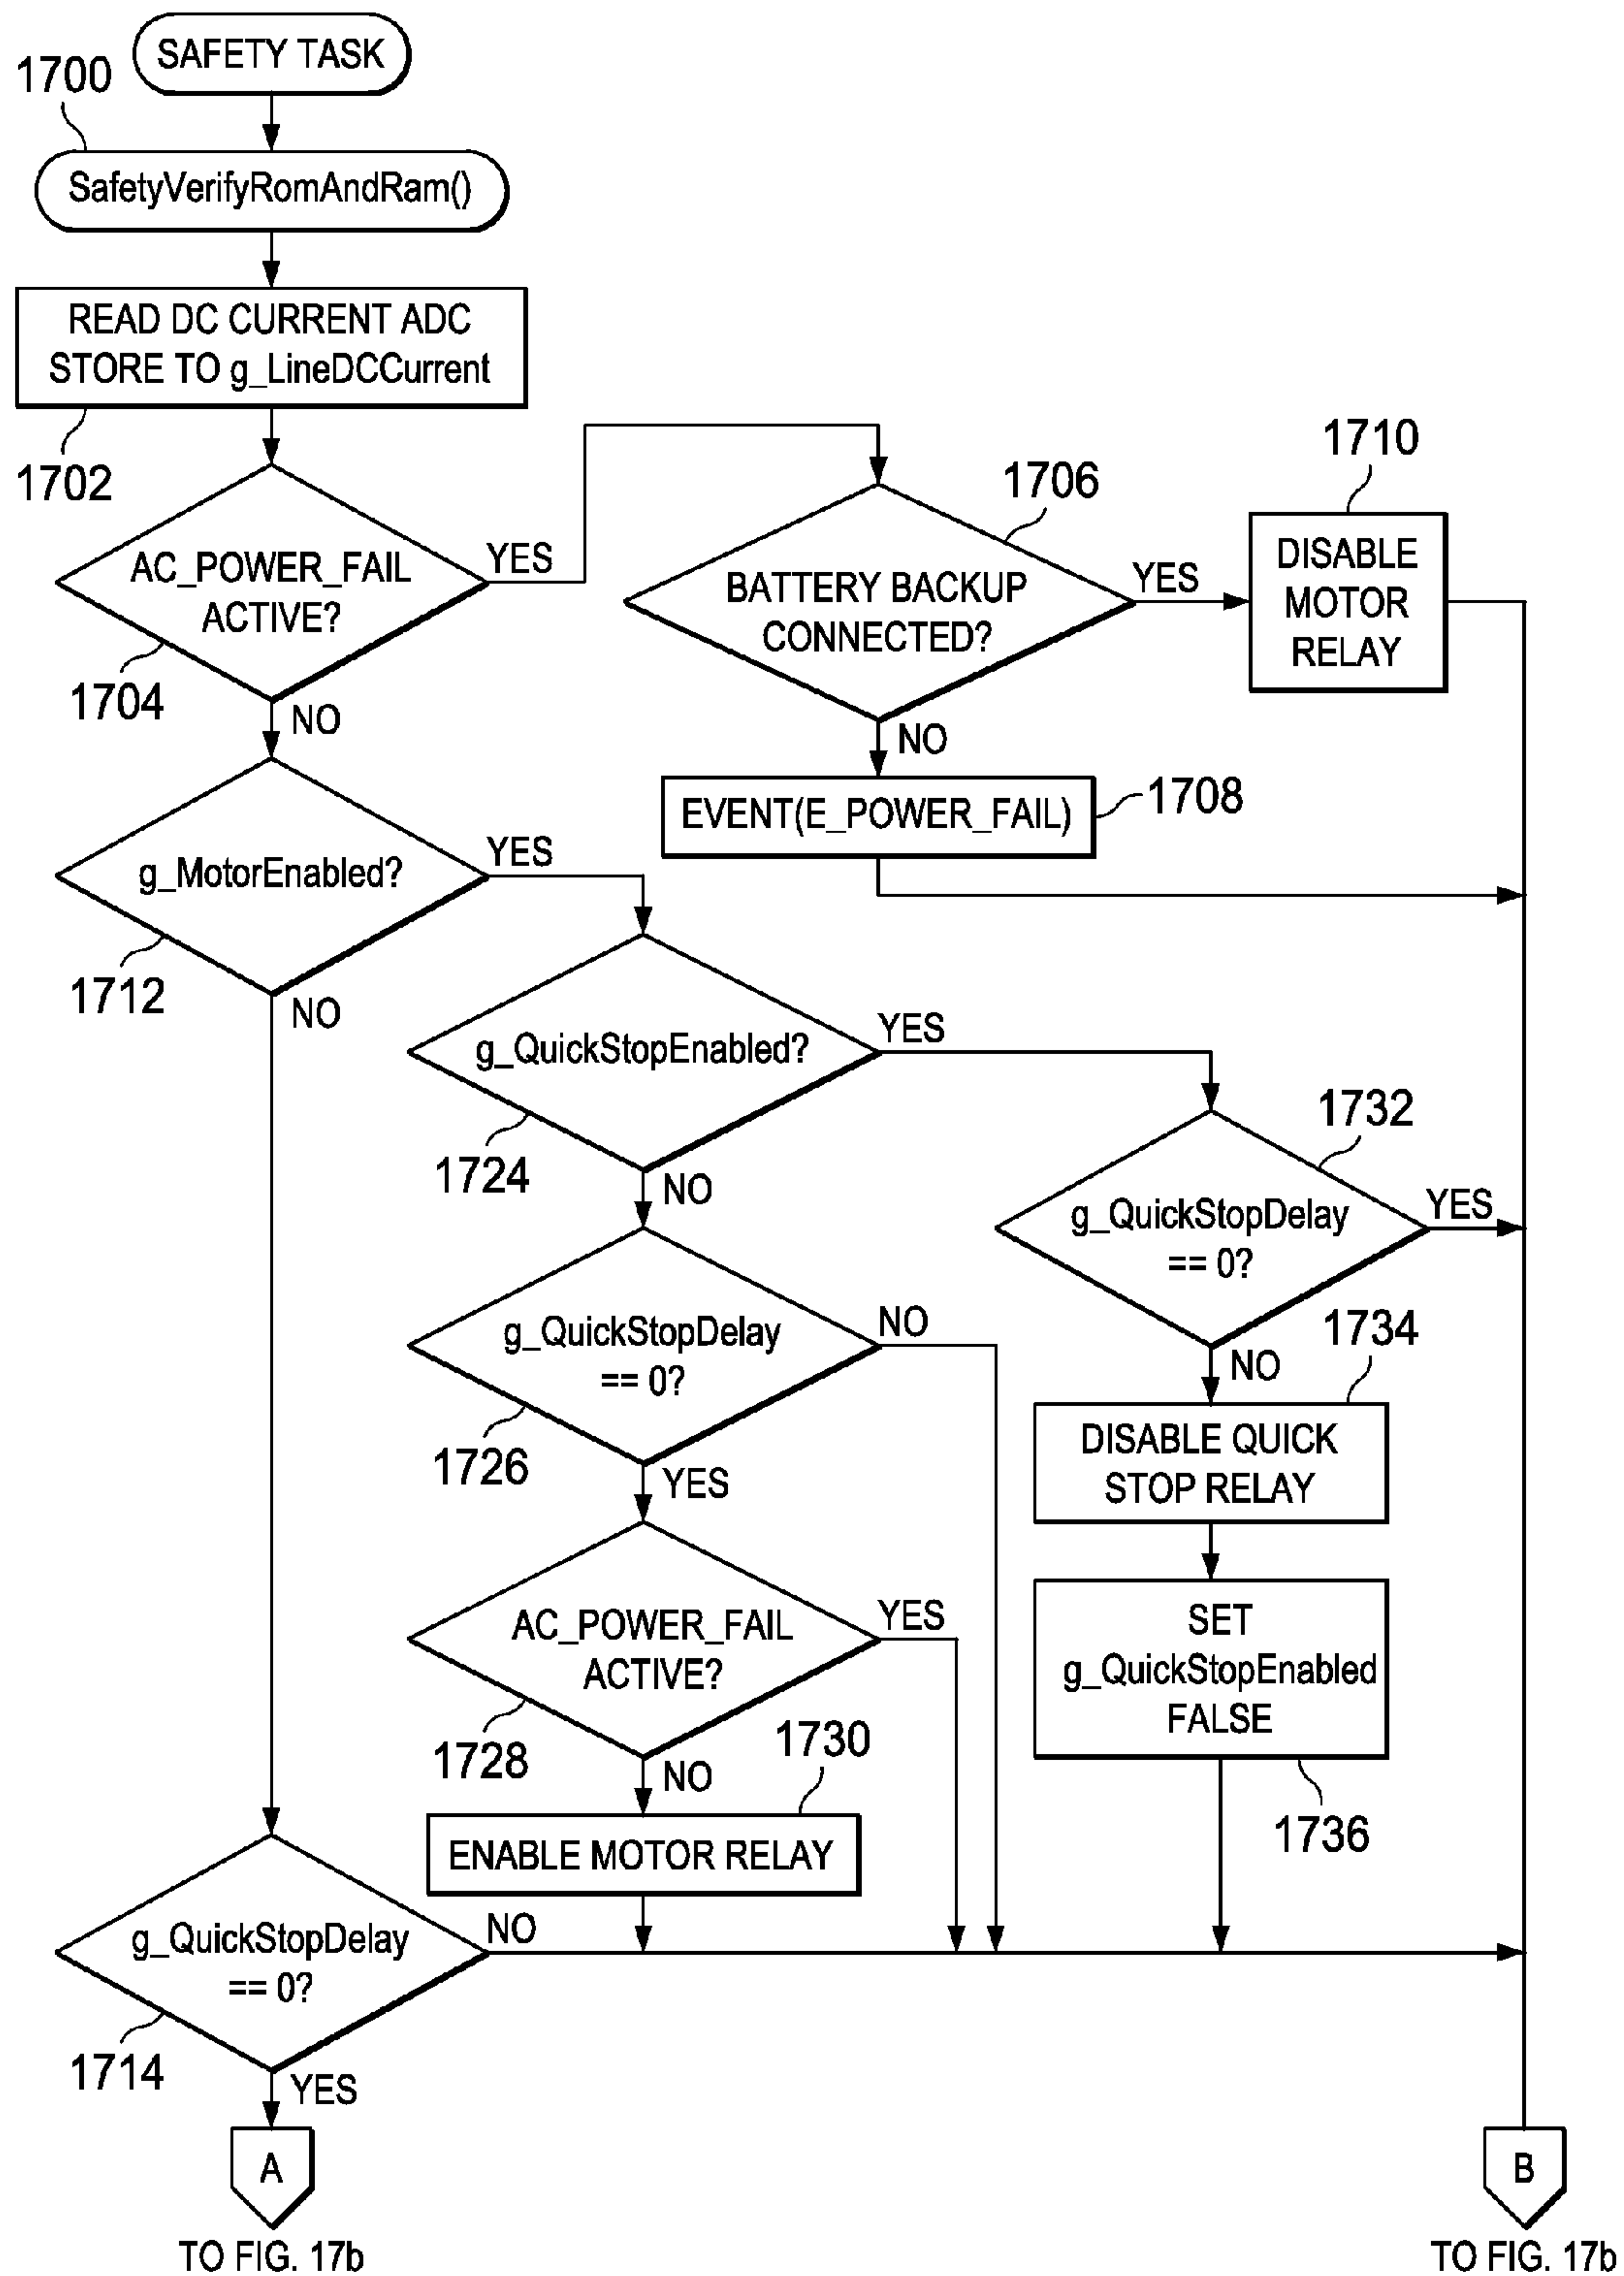 SAFETY TASK
1700
SafetyVerifyRomAndRam()
READ DC CURRENT ADC
STORE TO g_LineDCCurrent
1702
AC_POWER_FAIL
ACTIVE?
YES
1704
NO
1706
BATTERY BACKUP
CONNECTED?
YES
1710
DISABLE
MOTOR
RELAY
NO
EVENT(E_POWER_FAIL)
1708
g_MotorEnabled?
YES
1712
NO
g_QuickStopEnabled?
YES
1724
NO
1732
g_QuickStopDelay
== 0?
YES
NO
1734
DISABLE QUICK
STOP RELAY
SET
g_QuickStopEnabled
FALSE
1736
g_QuickStopDelay
== 0?
NO
1726
YES
AC_POWER_FAIL
ACTIVE?
YES
1728
NO
1730
ENABLE MOTOR RELAY
g_QuickStopDelay
== 0?
NO
1714
YES
A
TO FIG. 17b
B
TO FIG. 17b